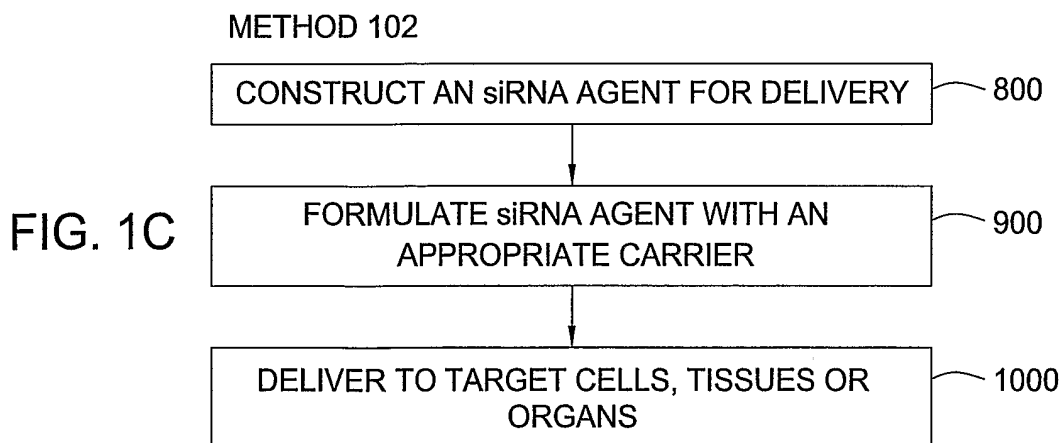 METHOD 102
CONSTRUCT AN siRNA AGENT FOR DELIVERY
800
FIG. 1C
FORMULATE siRNA AGENT WITH AN
APPROPRIATE CARRIER
900
DELIVER TO TARGET CELLS, TISSUES OR
ORGANS
1000